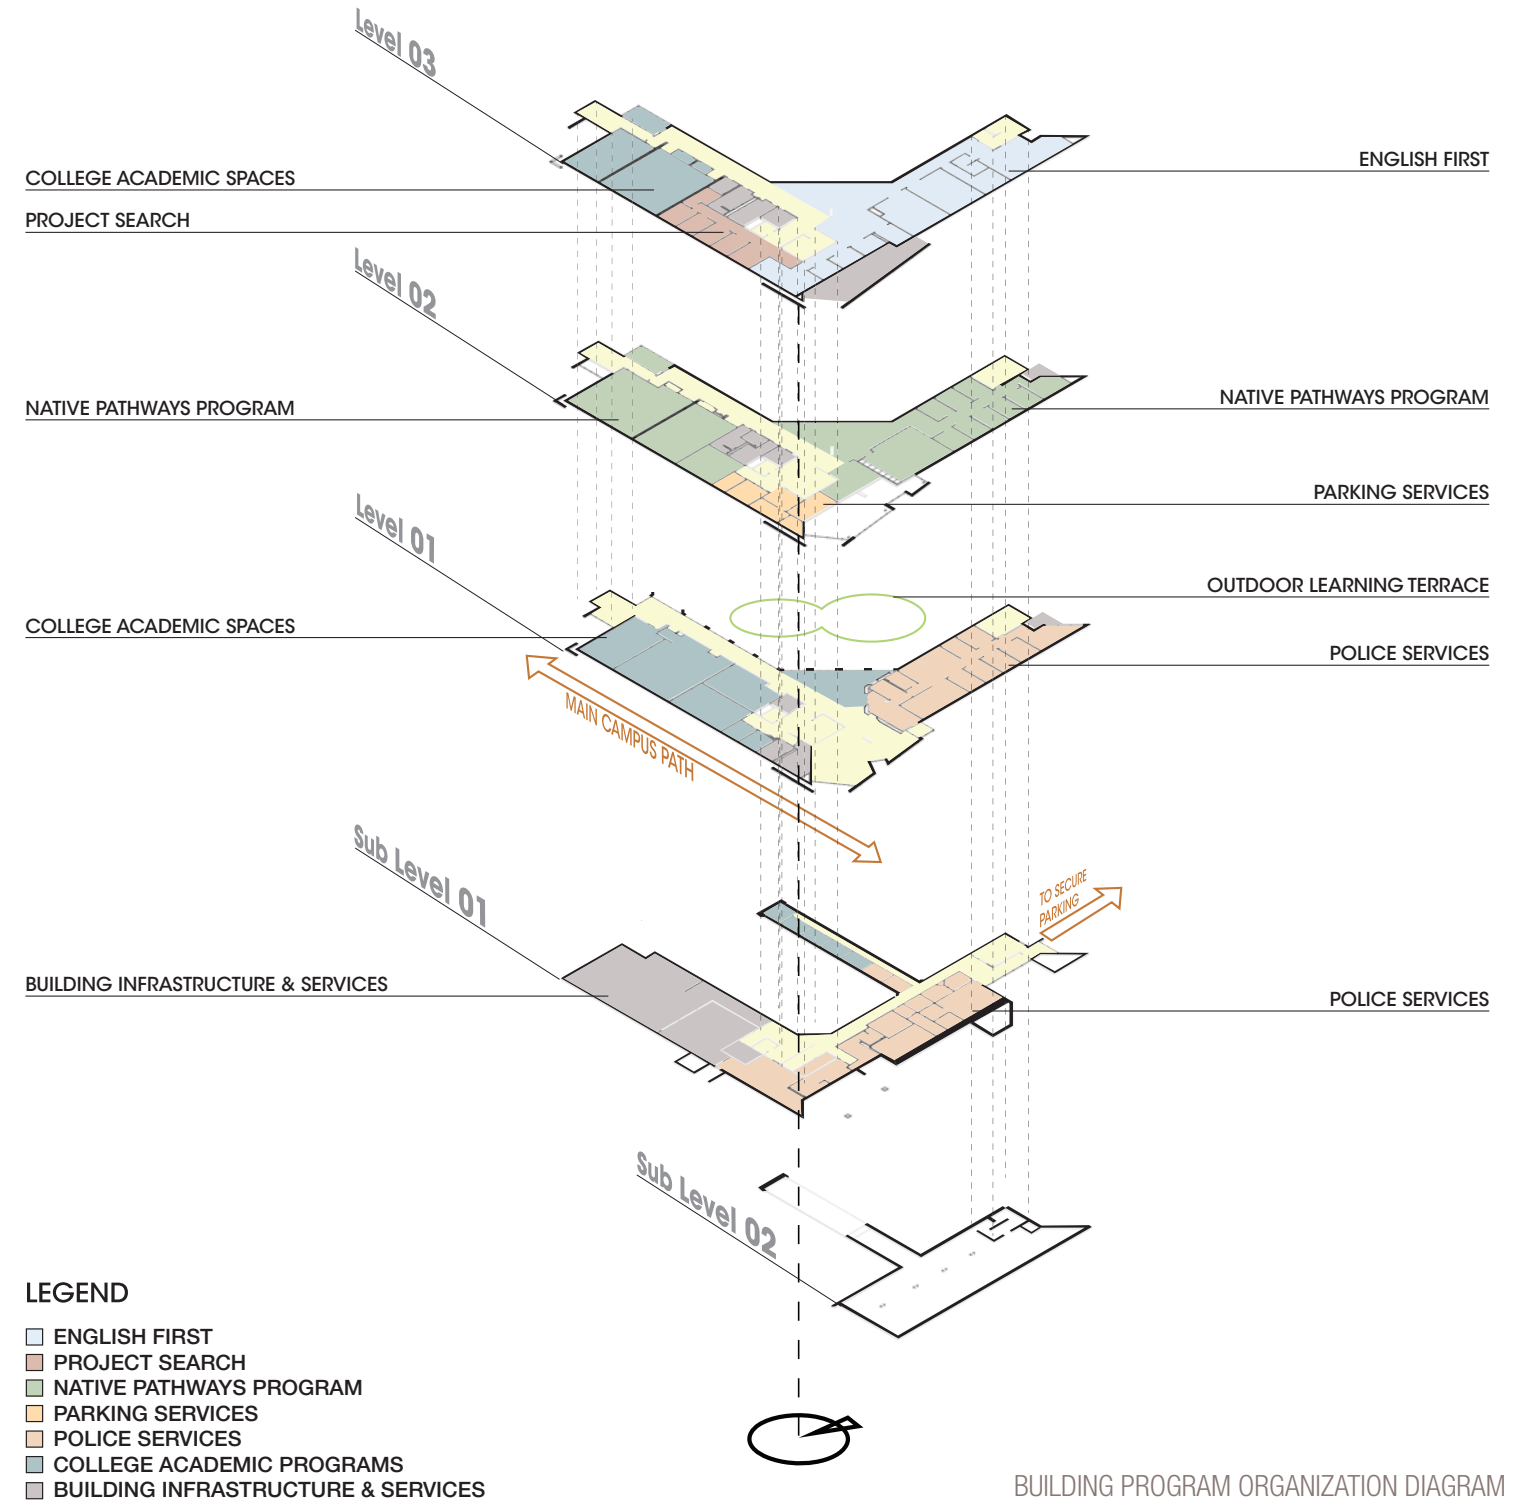 Level 03
COLLEGE ACADEMIC SPACES
PROJECT SEARCH
ENGLISH FIRST
Level 02
NATIVE PATHWAYS PROGRAM
NATIVE PATHWAYS PROGRAM
PARKING SERVICES
Level 01
OUTDOOR LEARNING TERRACE
COLLEGE ACADEMIC SPACES
POLICE SERVICES
MAIN CAMPUS PATH
Sub Level 01
TO SECURE
PARKING
BUILDING INFRASTRUCTURE & SERVICES
POLICE SERVICES
Sub Level 02
LEGEND
ENGLISH FIRST
PROJECT SEARCH
NATIVE PATHWAYS PROGRAM
PARKING SERVICES
POLICE SERVICES
COLLEGE ACADEMIC PROGRAMS
BUILDING INFRASTRUCTURE & SERVICES
BUILDING PROGRAM ORGANIZATION DIAGRAM